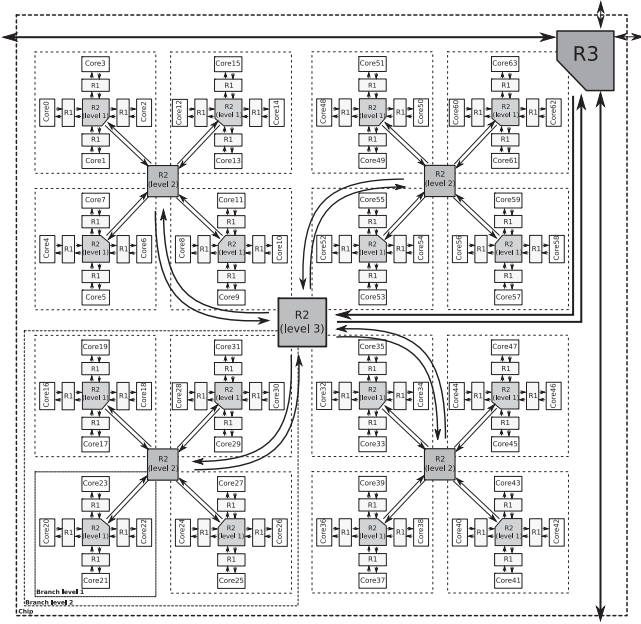 R3
Core3
R1
Core0 R1 R2 (level 1) R1 Core2
R1
Core1
Core15
R1
Core12 R1 R2 (level 1) R1 Core14
R1
Core13
Core51
R1
Core48 R1 R2 (level 1) R1 Core50
R1
Core49
Core63
R1
Core60 R1 R2 (level 1) R1 Core62
R1
Core61
R2
(level 2)
R2
(level 2)
Core7
R1
Core4 R1 R2 (level 1) R1 Core6
R1
Core5
Core11
R1
Core8 R1 R2 (level 1) R1 Core10
R1
Core9
Core55
R1
Core52 R1 R2 (level 1) R1 Core54
R1
Core53
Core59
R1
Core56 R1 R2 (level 1) R1 Core58
R1
Core57
R2
(level 3)
Core19
R1
Core16 R1 R2 (level 1) R1 Core18
R1
Core17
Core31
R1
Core28 R1 R2 (level 1) R1 Core30
R1
Core29
Core35
R1
Core32 R1 R2 (level 1) R1 Core34
R1
Core33
Core47
R1
Core44 R1 R2 (level 1) R1 Core46
R1
Core45
R2
(level 2)
R2
(level 2)
Core23
R1
Core20 R1 R2 (level 1) R1 Core22
R1
Core21
Core27
R1
Core24 R1 R2 (level 1) R1 Core26
R1
Core25
Core39
R1
Core36 R1 R2 (level 1) R1 Core38
R1
Core37
Core43
R1
Core40 R1 R2 (level 1) R1 Core42
R1
Core41
Branch level 1
Branch level 2
Chip